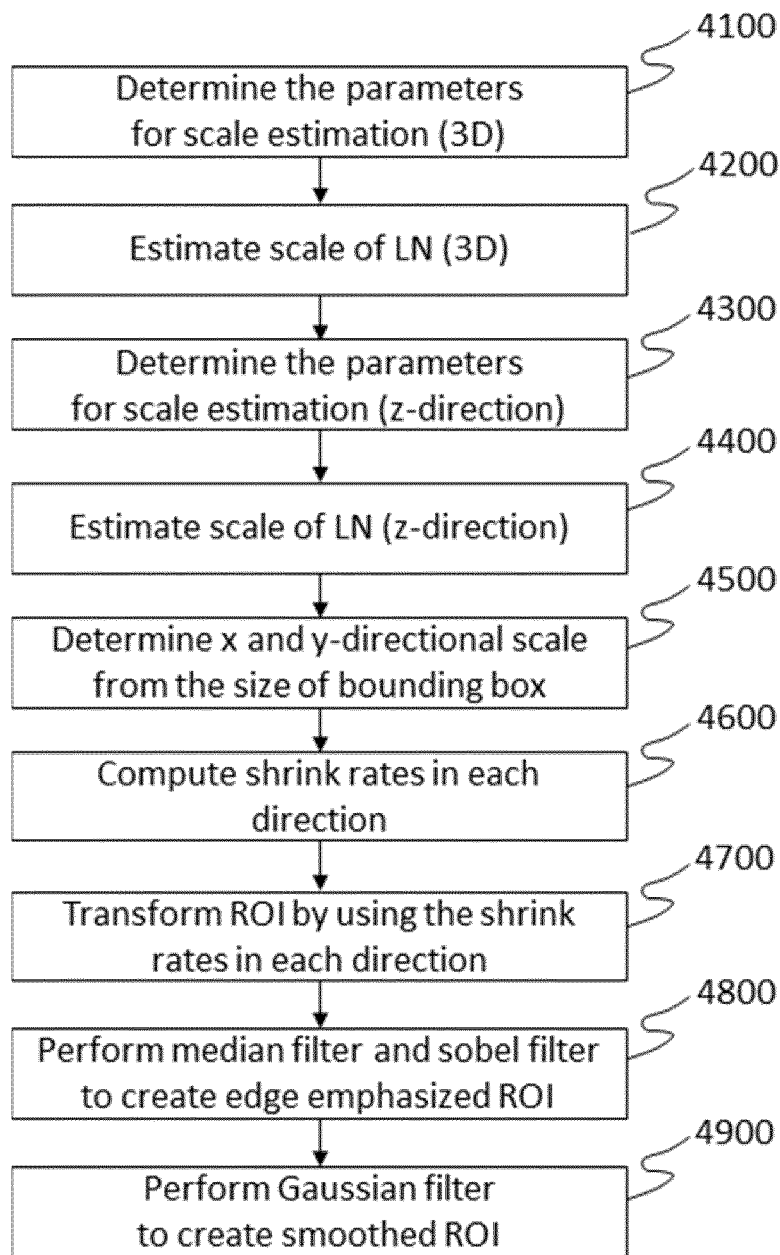 4100
Determine the parameters
for scale estimation (3D)
4200
Estimate scale of LN (3D)
4300
Determine the parameters
for scale estimation (z-direction)
4400
Estimate scale of LN (z-direction)
4500
Determine x and y-directional scale
from the size of bounding box
4600
Compute shrink rates in each
direction
4700
Transform ROI by using the shrink
rates in each direction
4800
Perform median filter and sobel filter
to create edge emphasized ROI
4900
Perform Gaussian filter
to create smoothed ROI